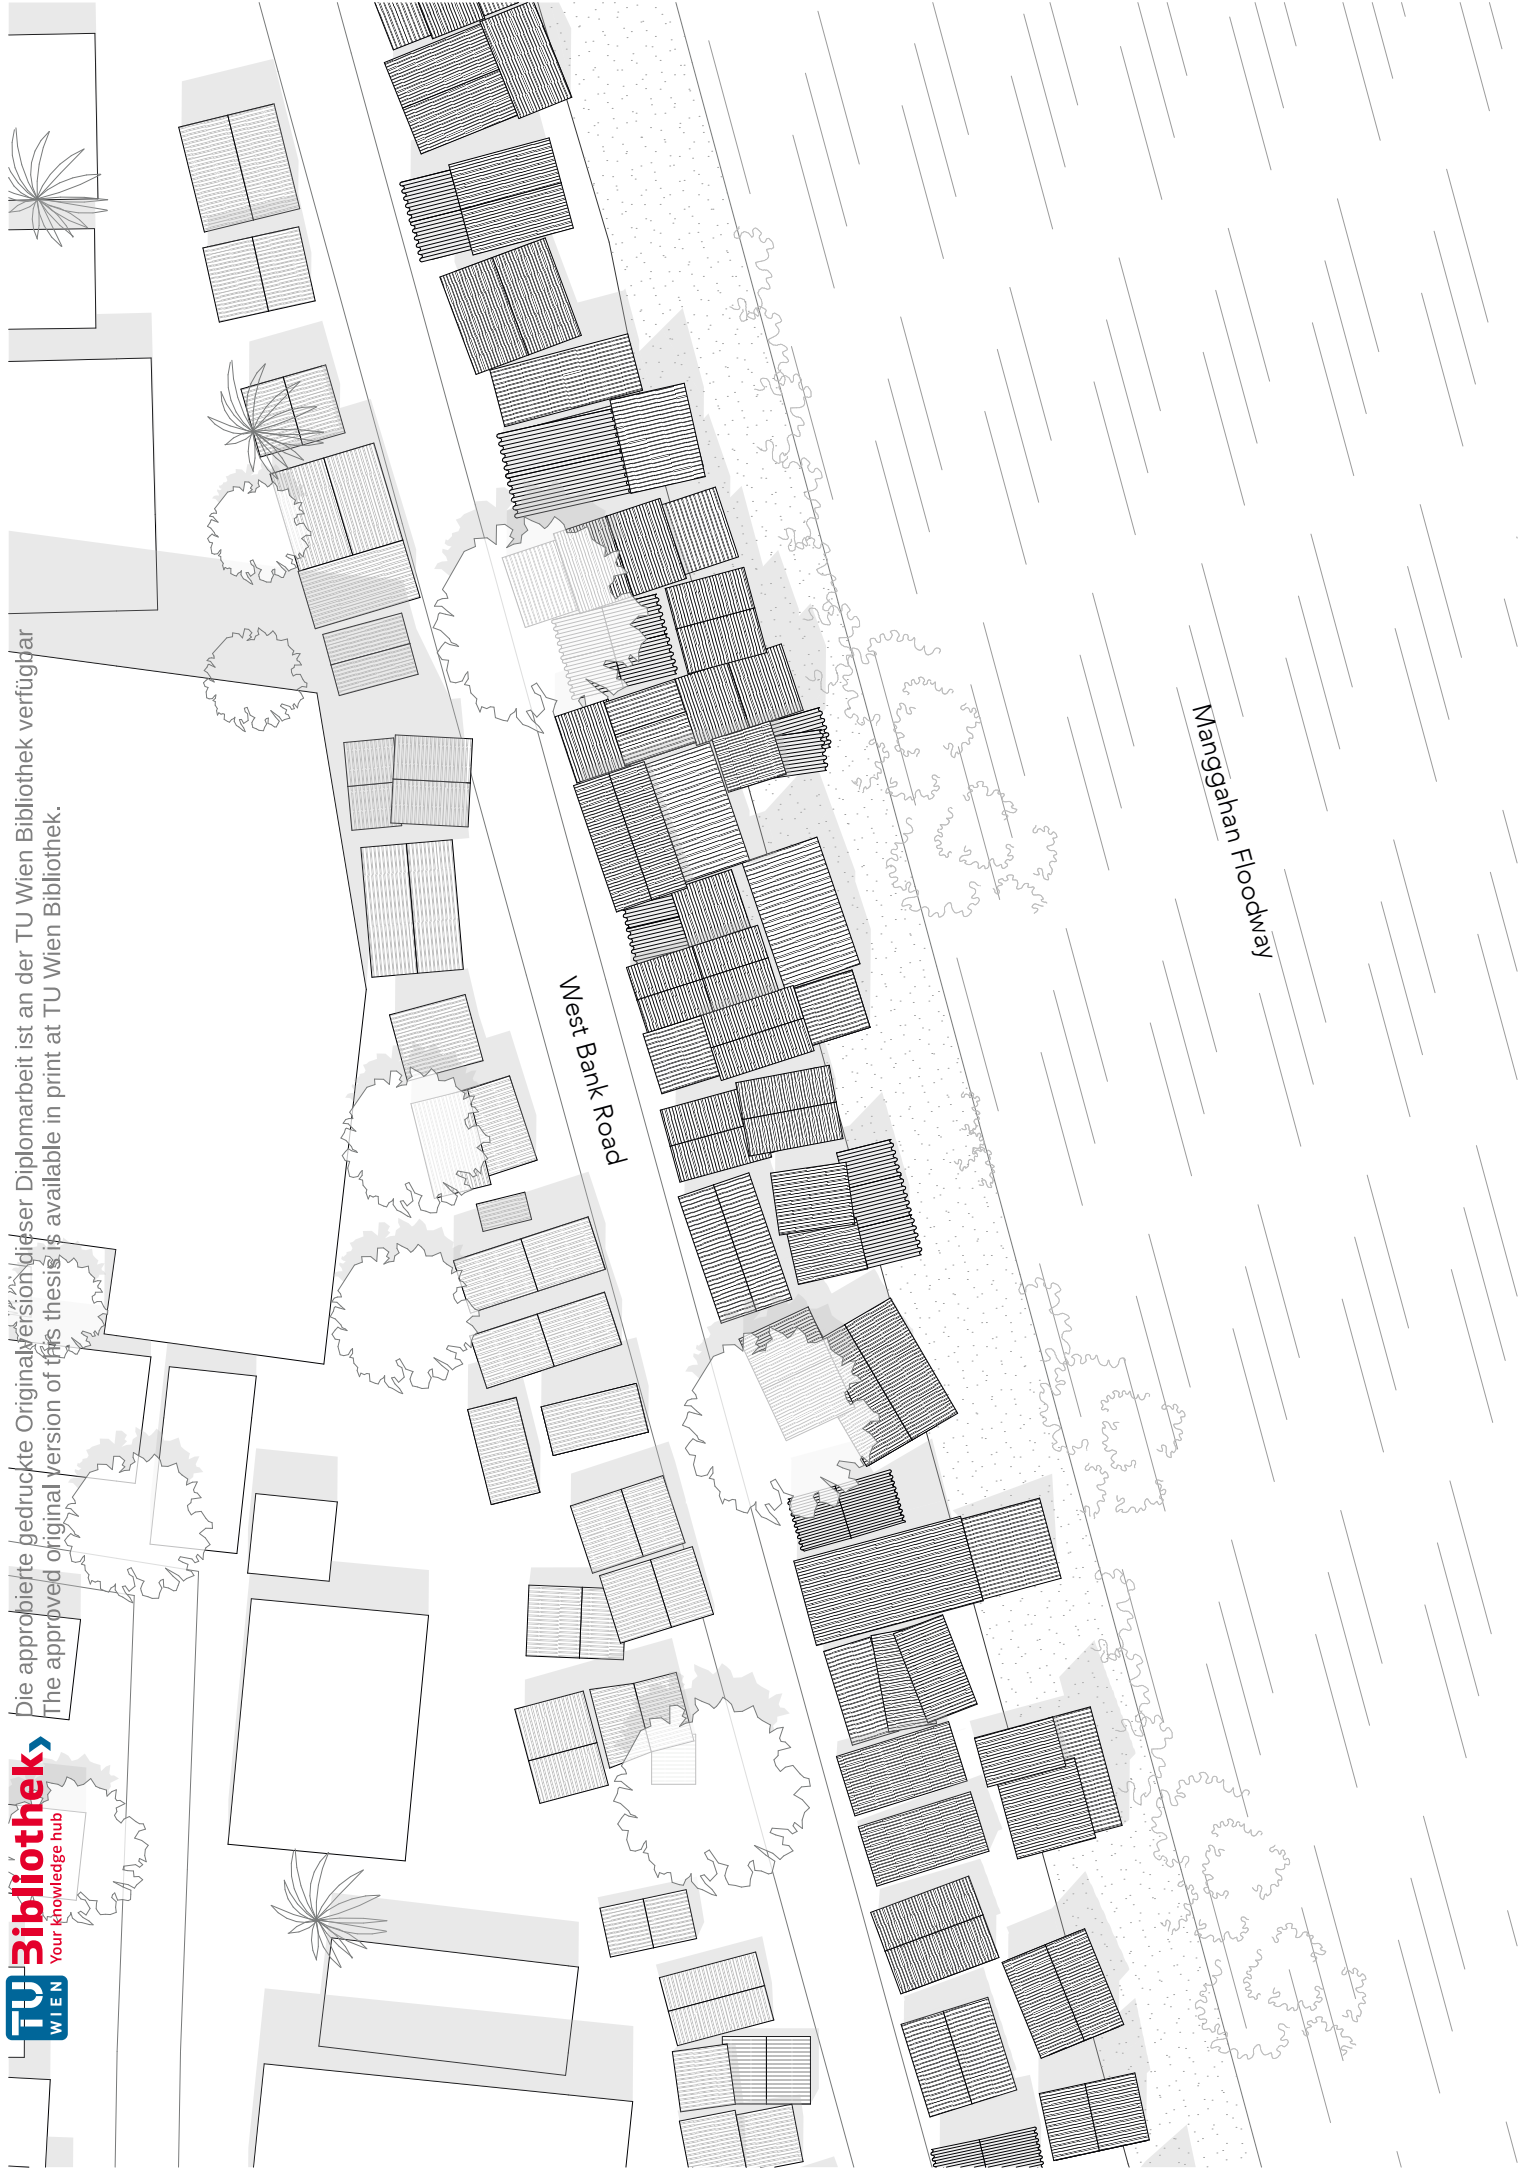 Manggahan Floodway
West Bank Road
Die approbierte gedruckte Originalversion dieser Diplomarbeit ist an der TU Wien Bibliothek verfügbar
The approved original version of this thesis is available in print at TU Wien Bibliothek.
Bibliothek
Your knowledge hub
TU
WIEN